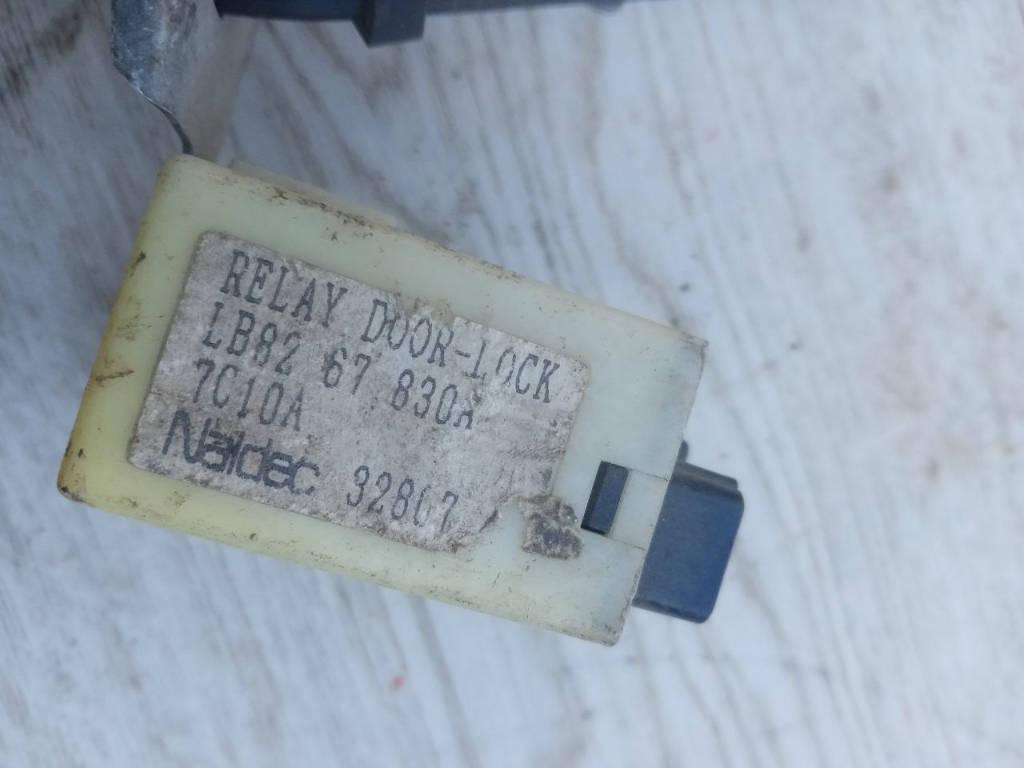 RELAY DOOR-LOCK
LB82 67 830A
7C10A
Naldec 32807